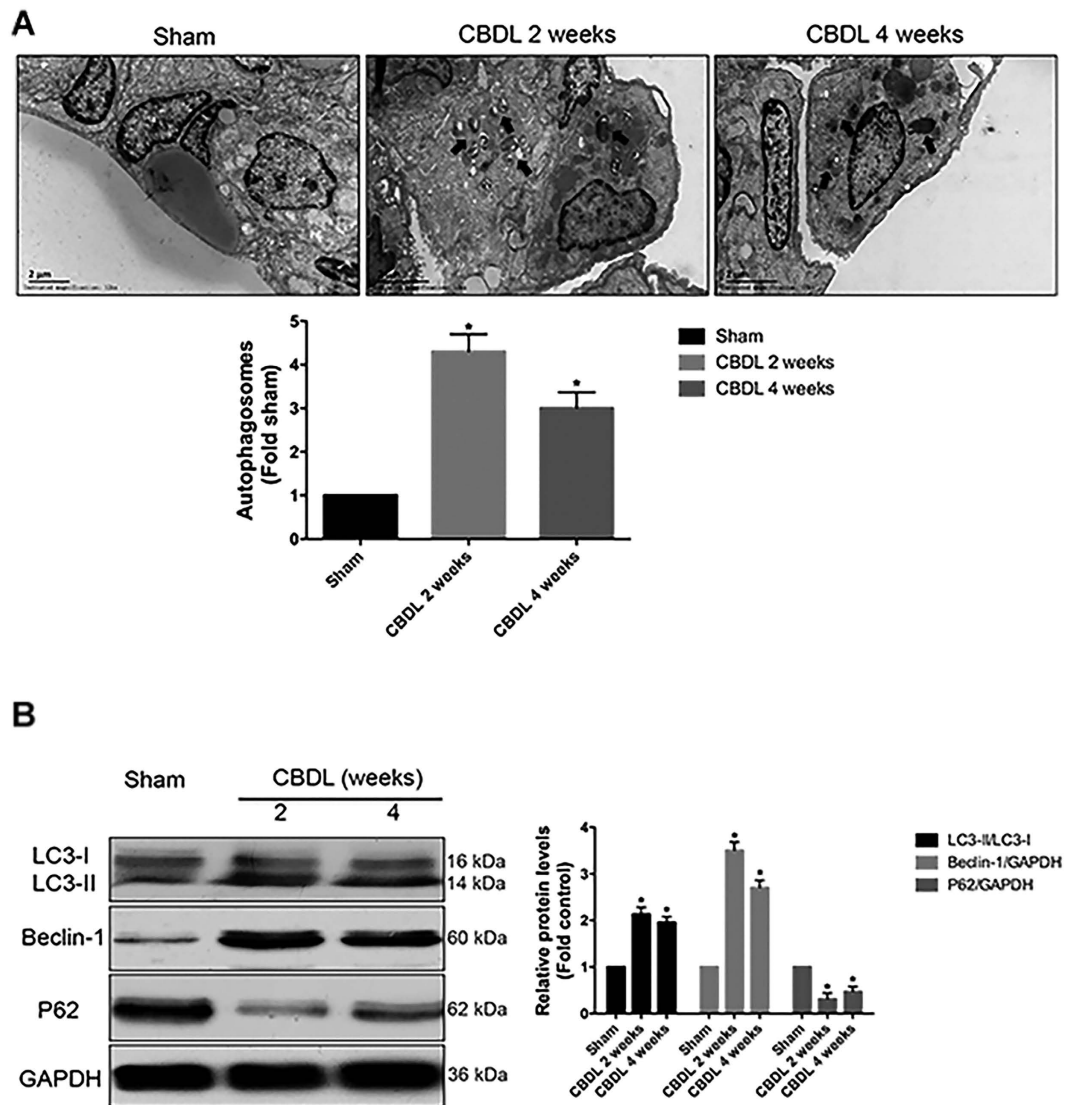 A
Sham
CBDL 2 weeks
CBDL 4 weeks
2 μm
2 μm
5
4
3
2
1
0
Autophagosomes
(Fold sham)
*
*
Sham
CBDL 2 weeks
CBDL 4 weeks
Sham
CBDL 2 weeks
CBDL 4 weeks
B
Sham
CBDL (weeks)
2
4
LC3-I
16 kDa
LC3-II
14 kDa
Beclin-1
60 kDa
P62
62 kDa
GAPDH
36 kDa
Relative protein levels
(Fold control)
4
3
2
1
0
Sham
CBDL 2 weeks
CBDL 4 weeks
Sham
CBDL 2 weeks
CBDL 4 weeks
Sham
CBDL 2 weeks
CBDL 4 weeks
LC3-II/LC3-I
Beclin-1/GAPDH
P62/GAPDH